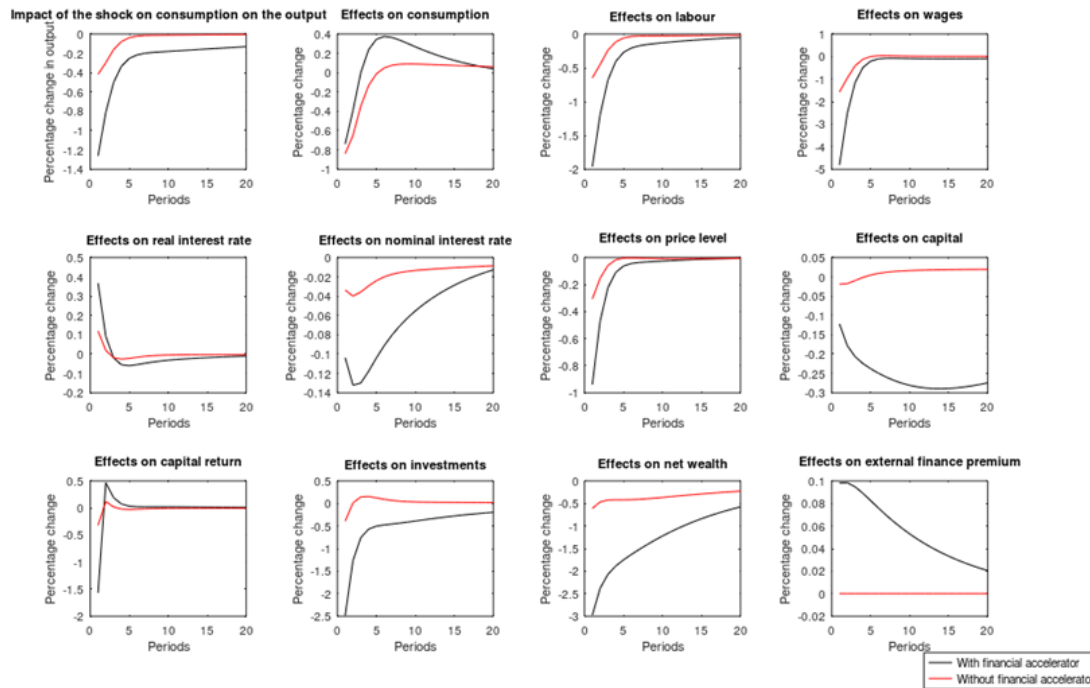 Impact of the shock on consumption on the output
Percentage change in output
0
-0.2
-0.4
-0.6
-0.8
-1
-1.2
-1.4
0 5 10 15 20
Periods
Effects on consumption
Percentage change
0.4
0.2
0
-0.2
-0.4
-0.6
-0.8
-1
0 5 10 15 20
Periods
Effects on labour
Percentage change
0
-0.5
-1
-1.5
-2
0 5 10 15 20
Periods
Effects on wages
Percentage change
1
0
-1
-2
-3
-4
-5
0 5 10 15 20
Periods
Effects on real interest rate
Percentage change
0.5
0.4
0.3
0.2
0.1
0
-0.1
-0.2
0 5 10 15 20
Periods
Effects on nominal interest rate
Percentage change
0
-0.02
-0.04
-0.06
-0.08
-0.1
-0.12
-0.14
0 5 10 15 20
Periods
Effects on price level
Percentage change
0
-0.2
-0.4
-0.6
-0.8
-1
0 5 10 15 20
Periods
Effects on capital
Percentage change
0.05
0
-0.05
-0.1
-0.15
-0.2
-0.25
-0.3
0 5 10 15 20
Periods
Effects on capital return
Percentage change
0.5
0
-0.5
-1
-1.5
-2
0 5 10 15 20
Periods
Effects on investments
Percentage change
0.5
0
-0.5
-1
-1.5
-2
-2.5
0 5 10 15 20
Periods
Effects on net wealth
Percentage change
0
-0.5
-1
-1.5
-2
-2.5
-3
0 5 10 15 20
Periods
Effects on external finance premium
Percentage change
0.1
0.08
0.06
0.04
0.02
0
-0.02
0 5 10 15 20
Periods
With financial accelerator
Without financial accelerato